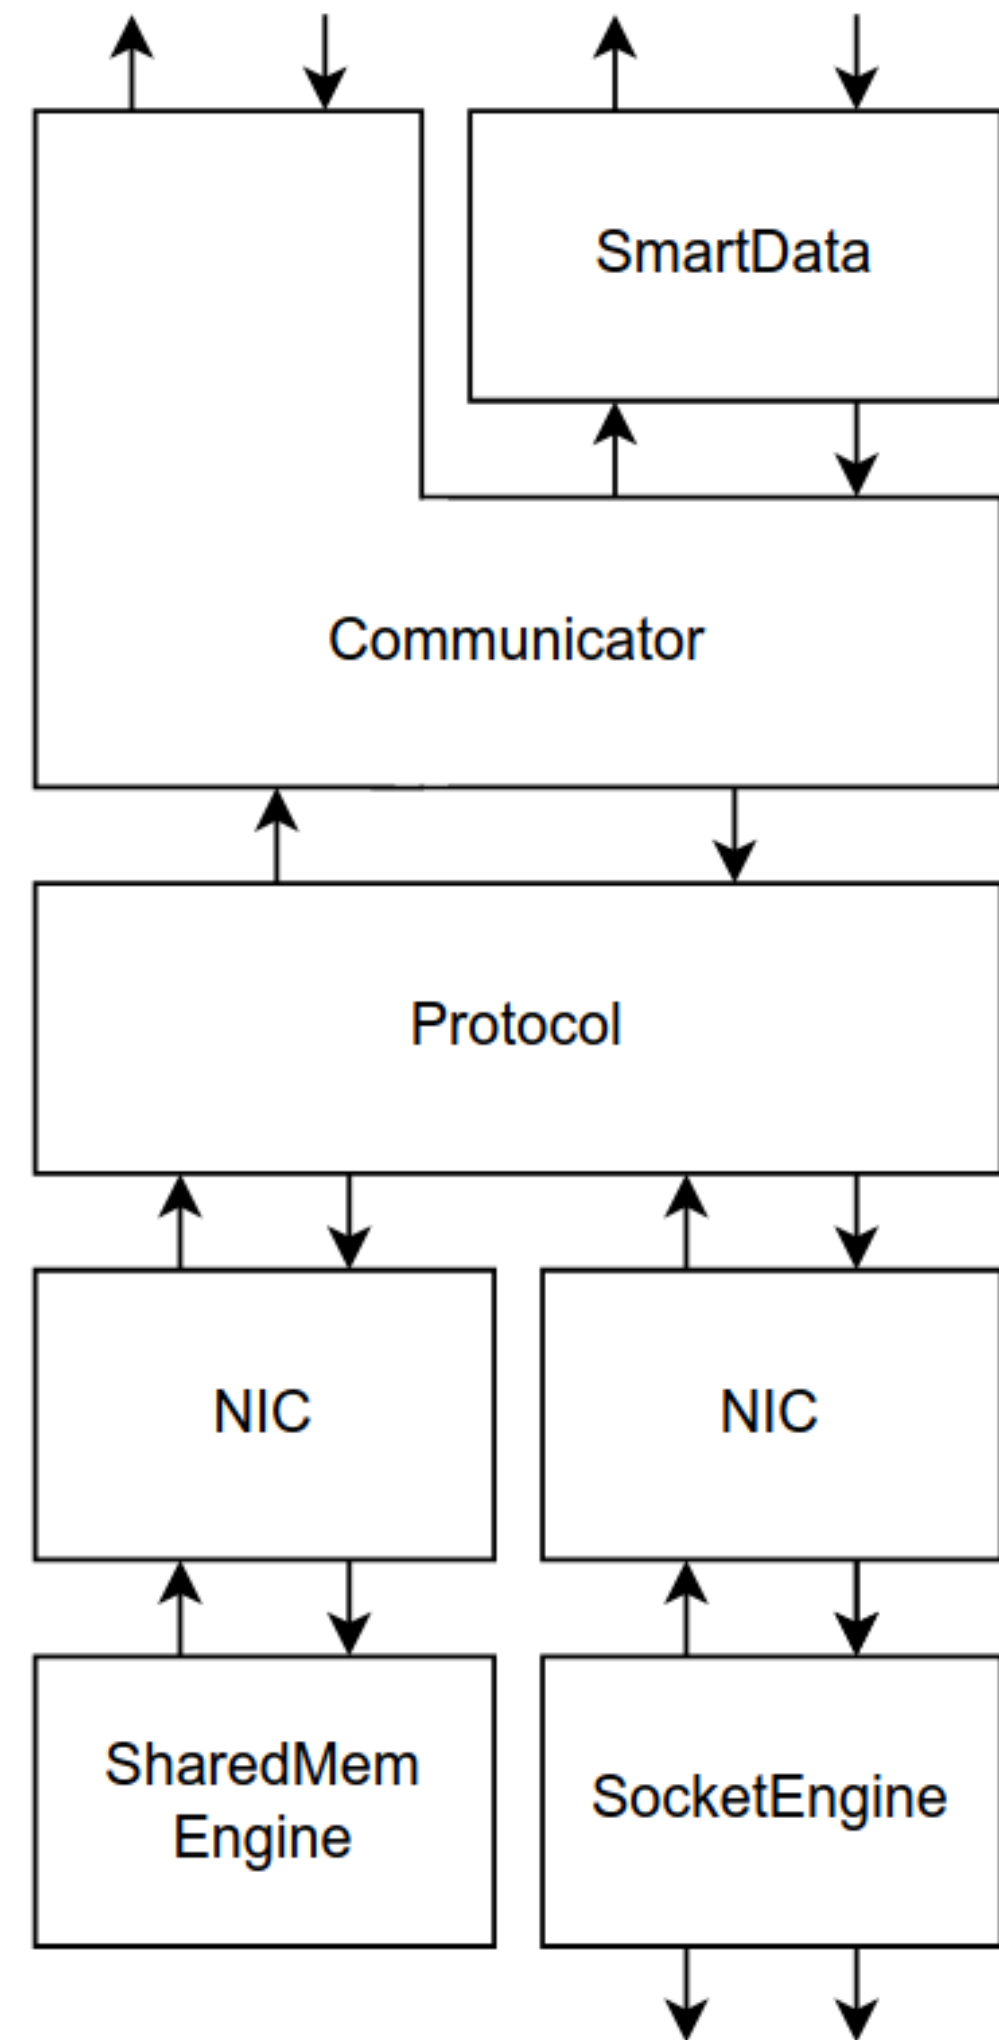 SmartData
Communicator
Protocol
NIC
NIC
SharedMem
Engine
SocketEngine